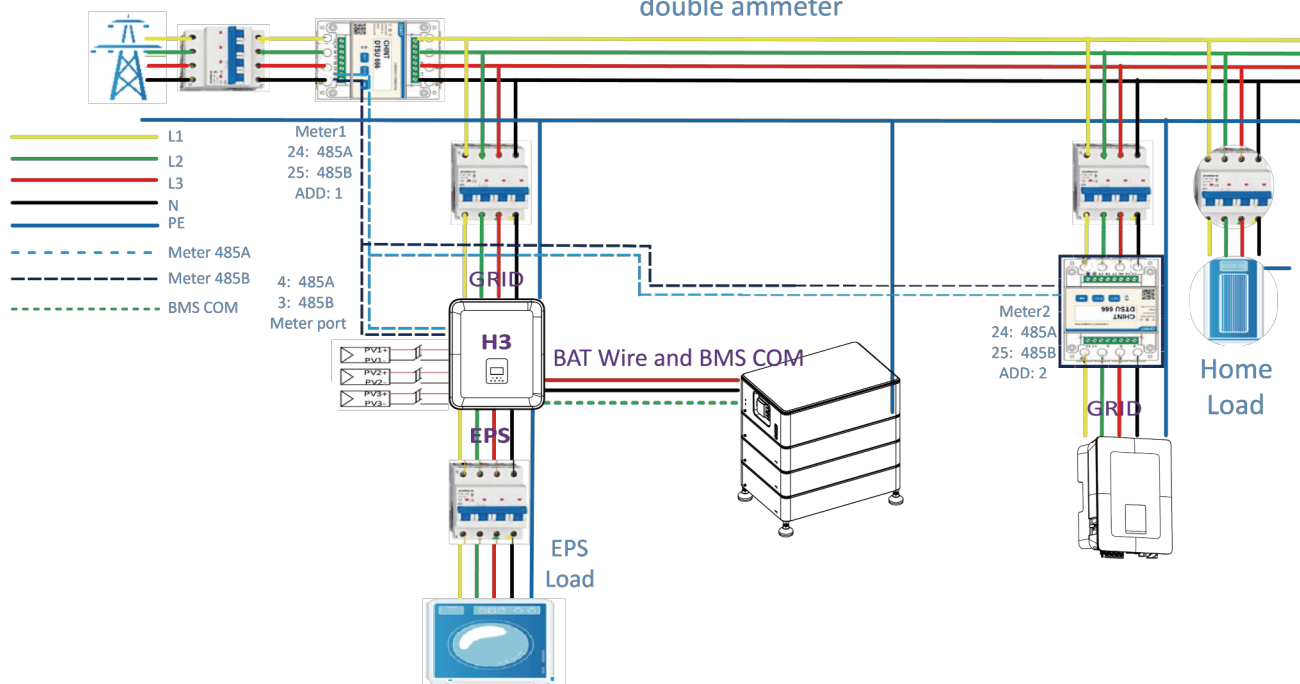 double ammeter
CHINT
DTSU 666
L1
L2
L3
N
PE
Meter 485A
Meter 485B
BMS COM
Meter1
24: 485A
25: 485B
ADD: 1
4: 485A
3: 485B
Meter port
GRID
H3
PV1+
PV1-
PV2+
PV2-
PV3+
PV3-
BAT Wire and BMS COM
EPS
EPS
Load
CHINT
DTSU 666
Meter2
24: 485A
25: 485B
ADD: 2
GRID
Home
Load